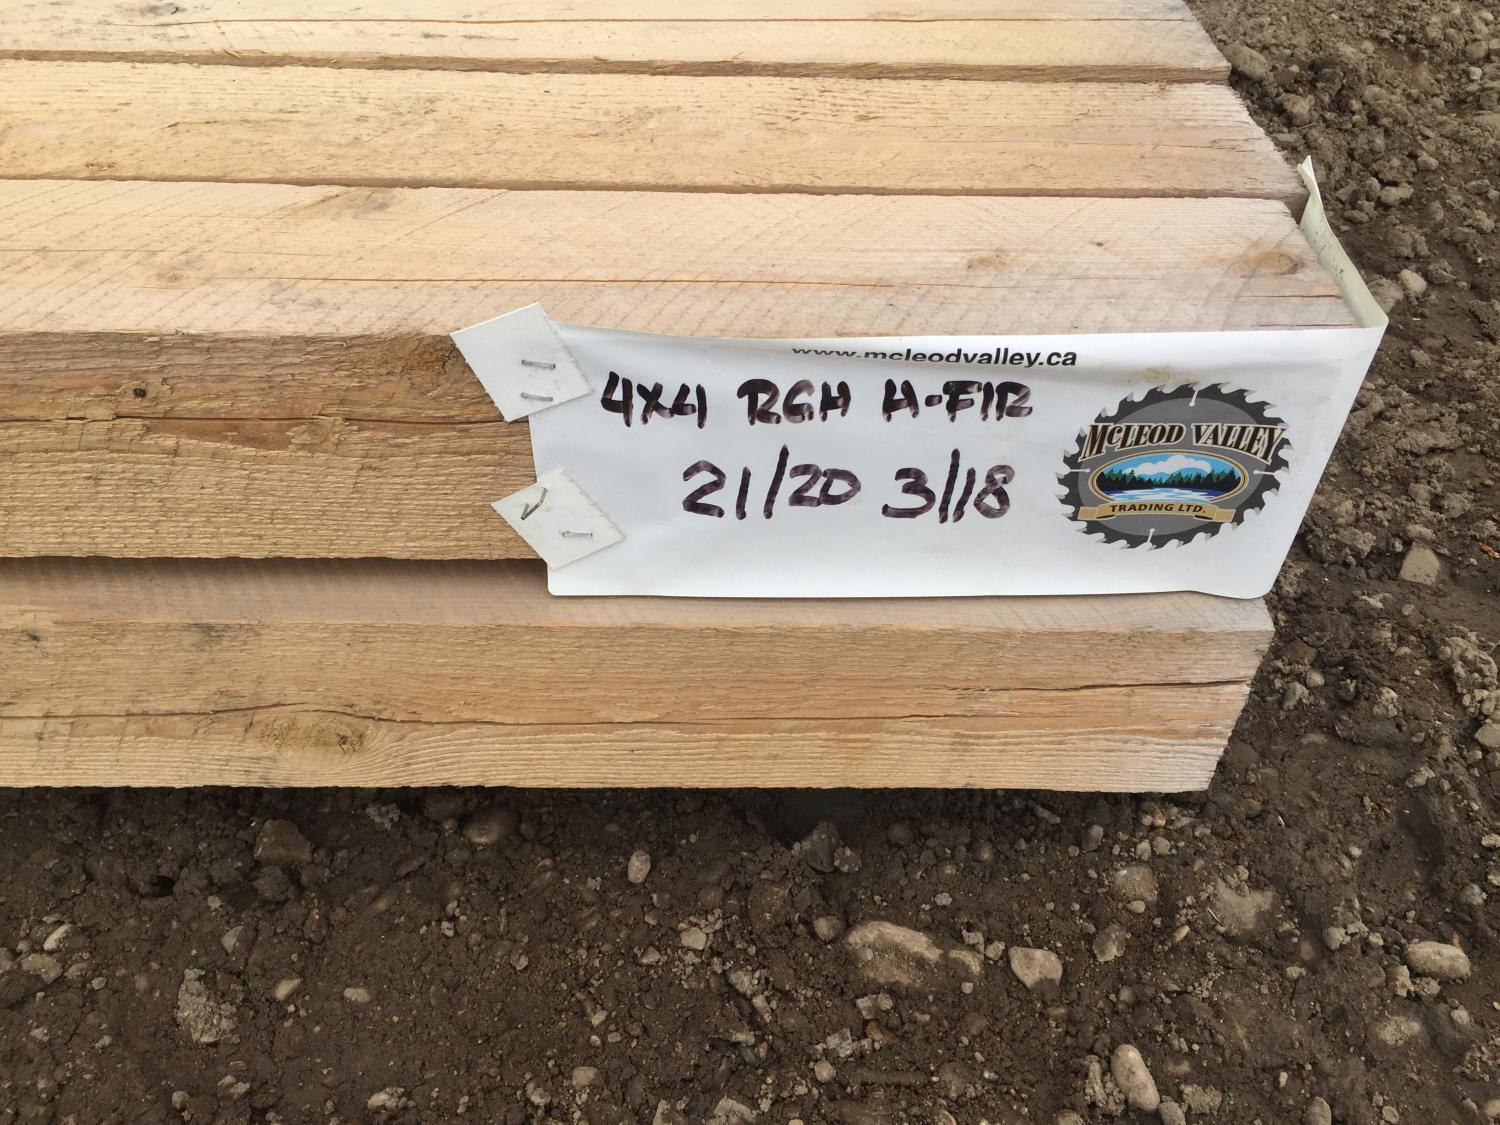 www.mcleodvalley.ca
4X4 RGH H-FIR
21/20 3/18
MCLEOD VALLEY
TRADING LTD.